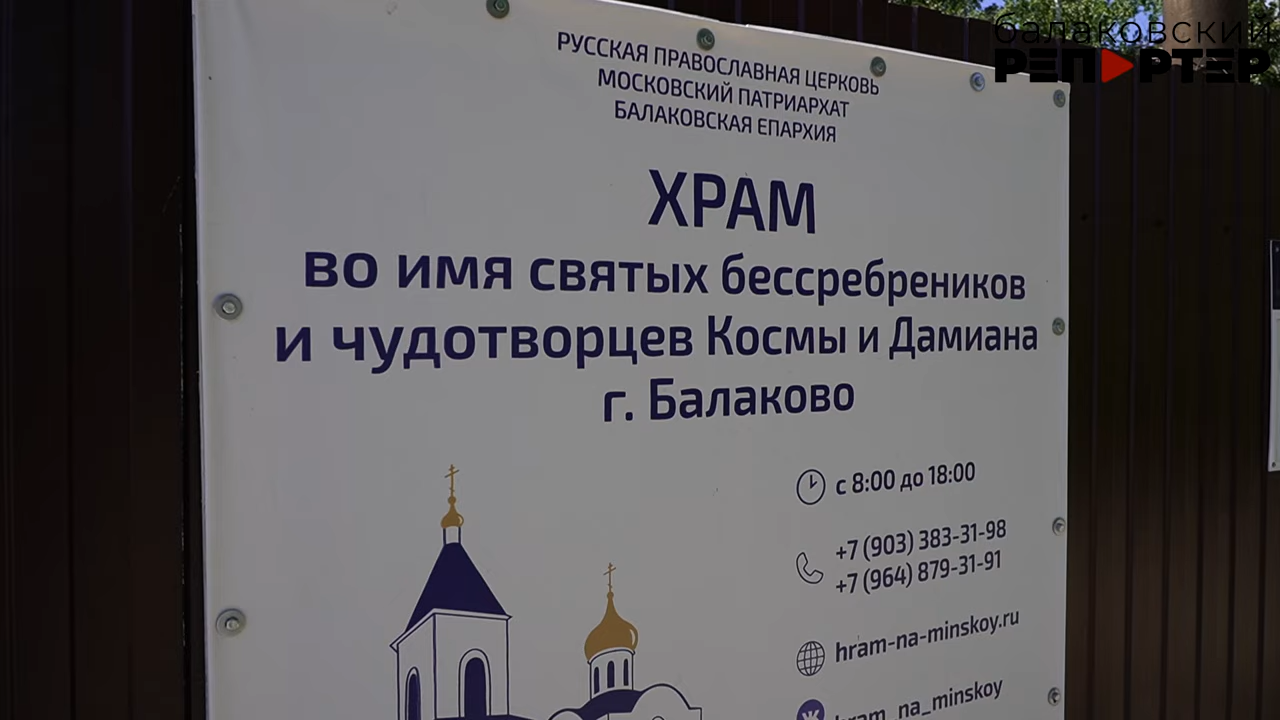 балаковский
РЕПОРТЕР
РУССКАЯ ПРАВОСЛАВНАЯ ЦЕРКОВЬ
МОСКОВСКИЙ ПАТРИАРХАТ
БАЛАКОВСКАЯ ЕПАРХИЯ
ХРАМ
во имя святых бессребреников
и чудотворцев Космы и Дамиана
г. Балаково
с 8:00 до 18:00
+7 (903) 383-31-98
+7 (964) 879-31-91
hram-na-minskoy.ru
hram_na_minskoy